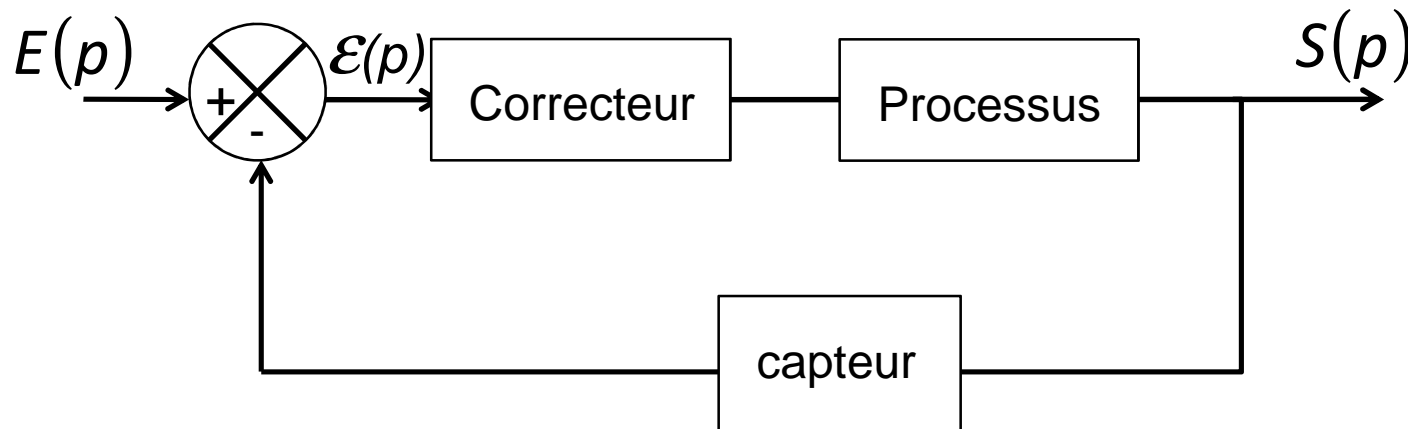 E(p)
+
-
ε(p)
Correcteur
Processus
S(p)
capteur